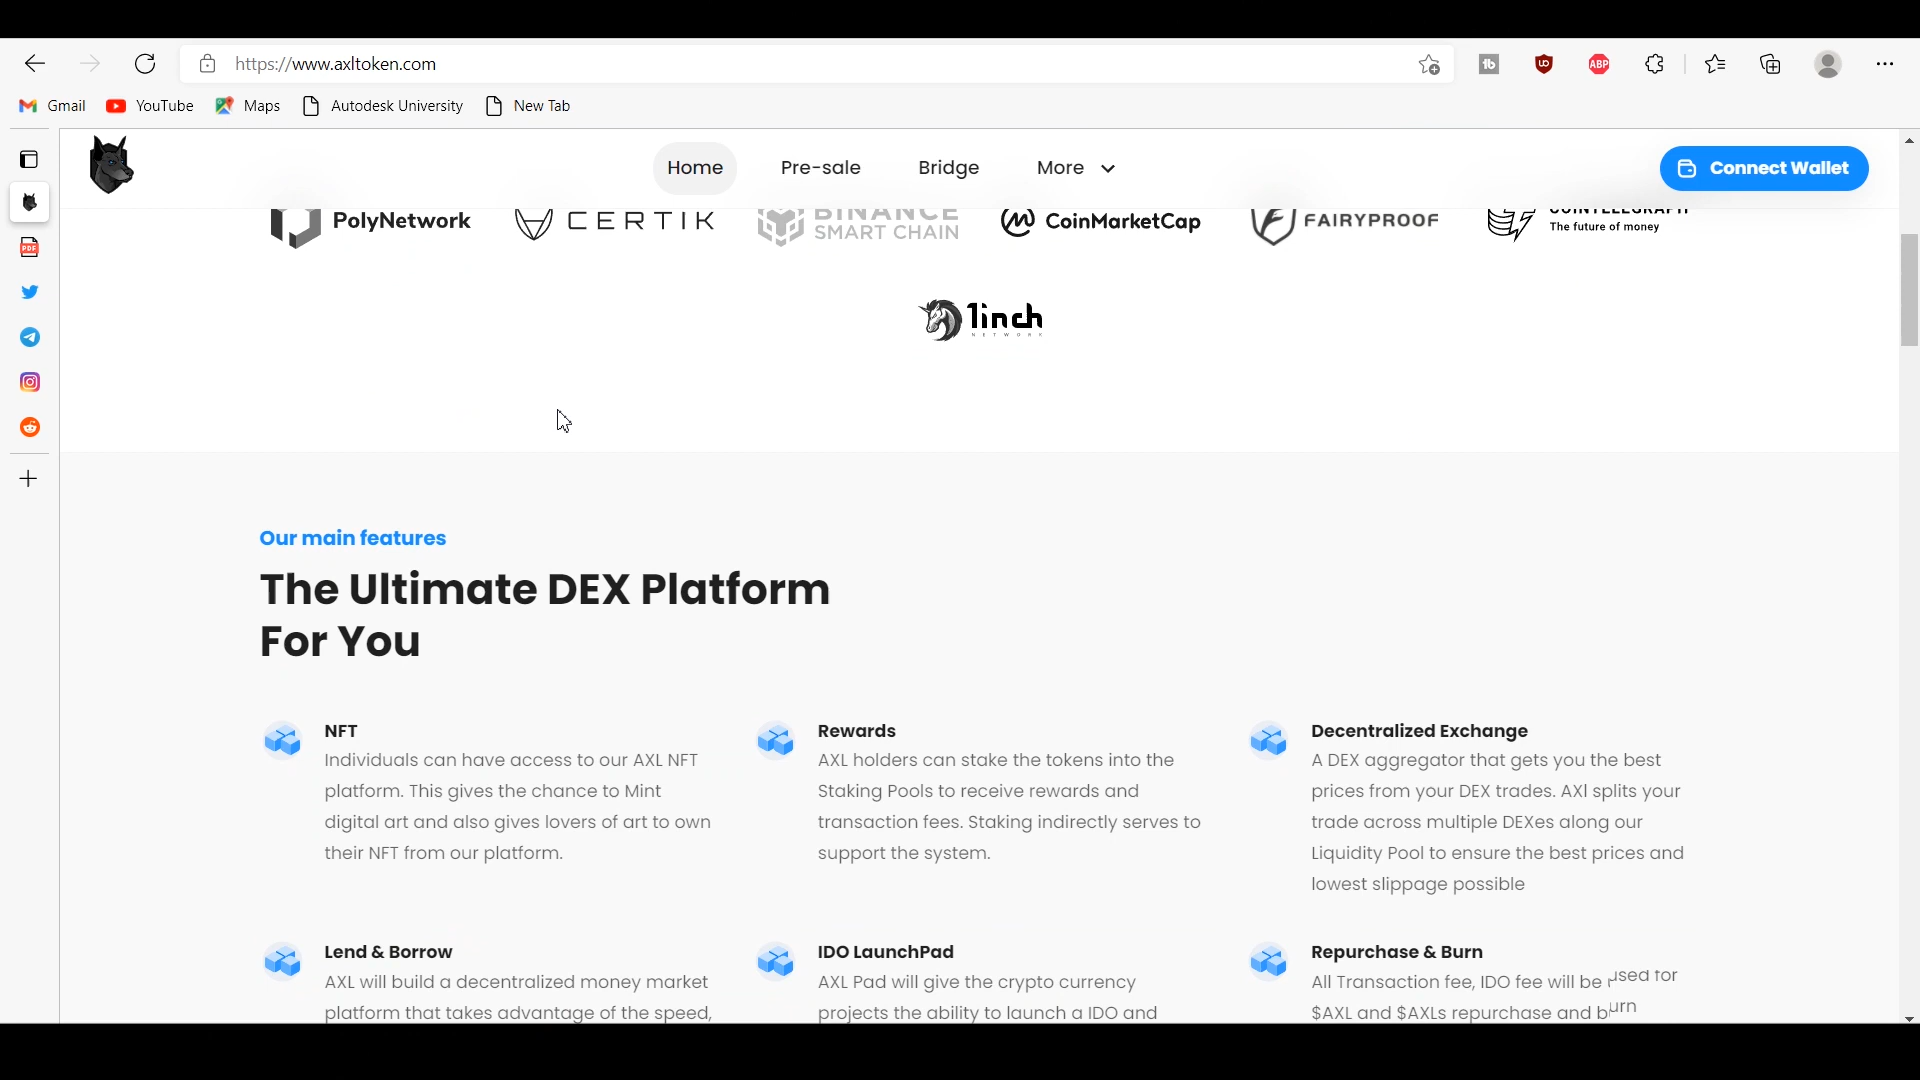 https://www.axltoken.com
Gmail YouTube Maps Autodesk University New Tab
Home Pre-sale Bridge More Connect Wallet
PolyNetwork CERTIK BINANCE SMART CHAIN CoinMarketCap FAIRYPROOF COINTELEGRAPH The future of money
1inch
NETWORK
Our main features
The Ultimate DEX Platform
For You
NFT
Individuals can have access to our AXL NFT
platform. This gives the chance to Mint
digital art and also gives lovers of art to own
their NFT from our platform.
Rewards
AXL holders can stake the tokens into the
Staking Pools to receive rewards and
transaction fees. Staking indirectly serves to
support the system.
Decentralized Exchange
A DEX aggregator that gets you the best
prices from your DEX trades. AXl splits your
trade across multiple DEXes along our
Liquidity Pool to ensure the best prices and
lowest slippage possible
Lend & Borrow
AXL will build a decentralized money market
platform that takes advantage of the speed,
IDO LaunchPad
AXL Pad will give the crypto currency
projects the ability to launch a IDO and
Repurchase & Burn
All Transaction fee, IDO fee will be used for
$AXL and $AXLs repurchase and burn